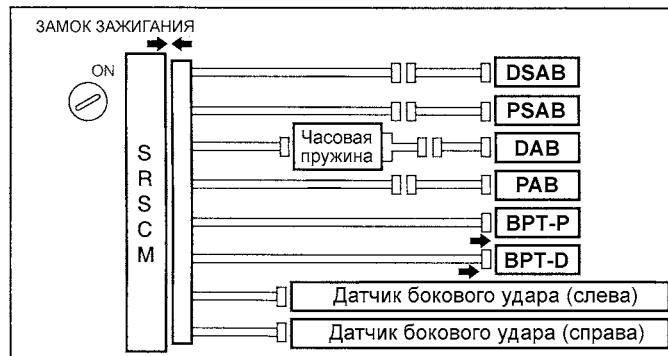 ЗАМОК ЗАЖИГАНИЯ
ON
SRSCM
DSAB
PSAB
Часовая
пружина
DAB
PAB
BPT-P
BPT-D
Датчик бокового удара (слева)
Датчик бокового удара (справа)